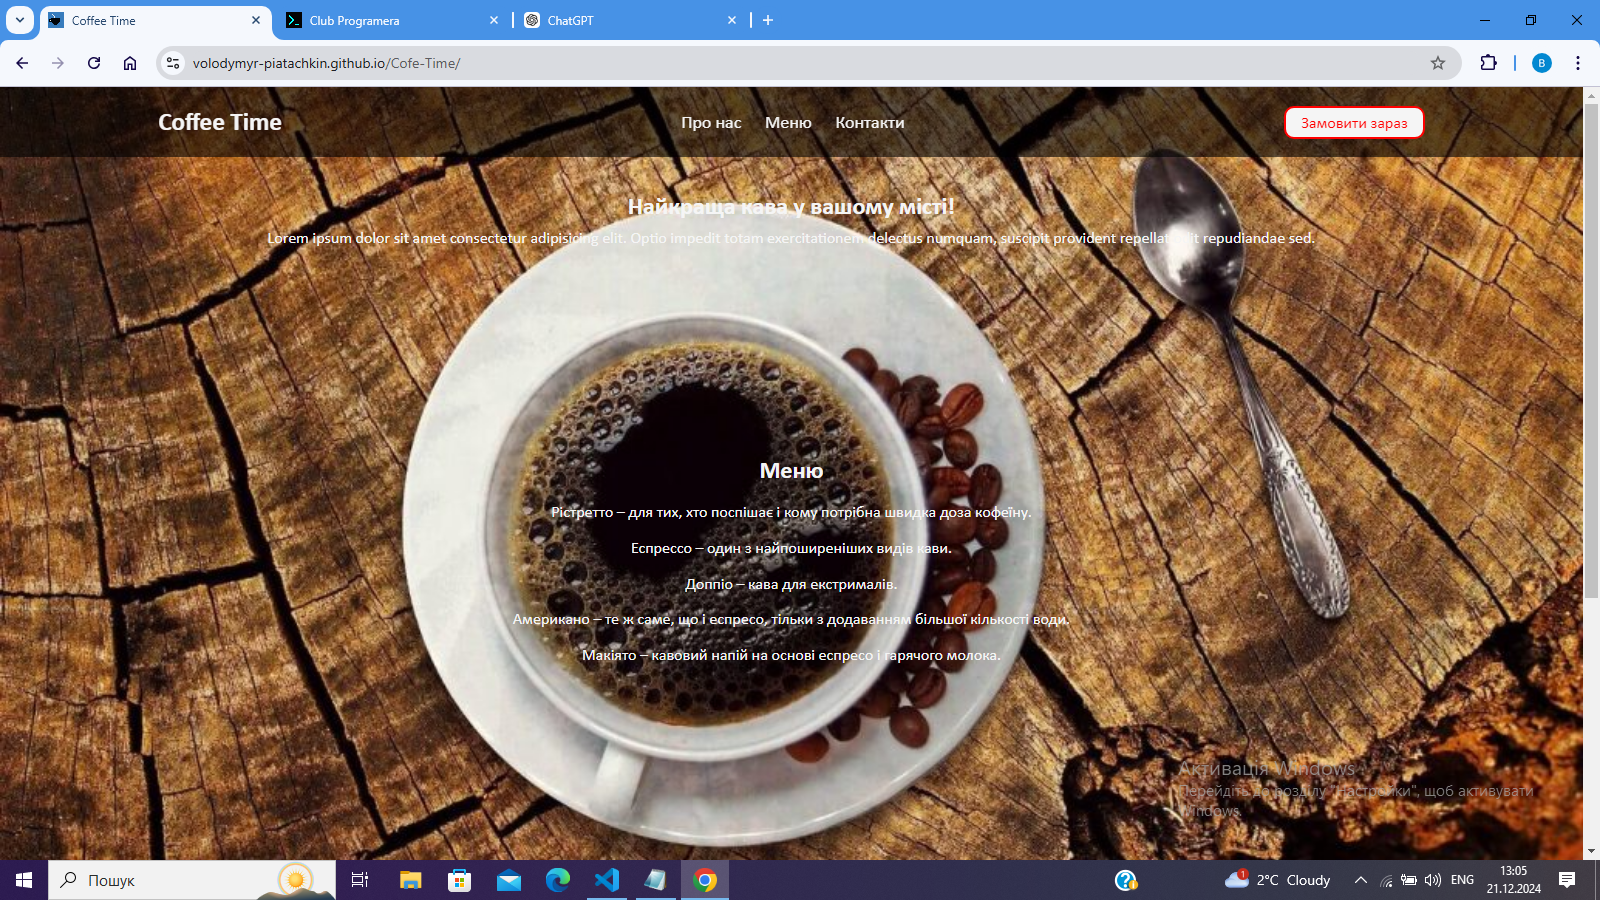 Coffee Time
Club Programera
ChatGPT
volodymyr-piatachkin.github.io/Cofe-Time/
B
Coffee Time
Про нас Меню Контакти
Замовити зараз
Найкраща кава у вашому місті!
Lorem ipsum dolor sit amet consectetur adipisicing elit. Optio impedit totam exercitationem delectus numquam, suscipit provident repellat sit repudiandae sed.
Меню
Рістретто – для тих, хто поспішає і кому потрібна швидка доза кофеїну.
Еспрессо – один з найпоширеніших видів кави.
Доппіо – кава для екстрималів.
Американо – те ж саме, що і еспресо, тільки з додаванням більшої кількості води.
Макіято – кавовий напій на основі еспресо і гарячого молока.
Активація Windows
Перейдіть до розділу "Настройки", щоб активувати
Windows.
Пошук
1
2°C Cloudy
ENG
13:05
21.12.2024